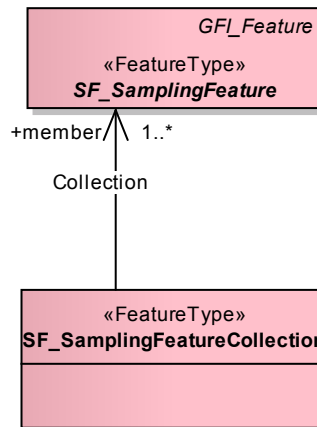 GFI_Feature
«FeatureType»
SF_SamplingFeature
+member 1..*
Collection
«FeatureType»
SF_SamplingFeatureCollection